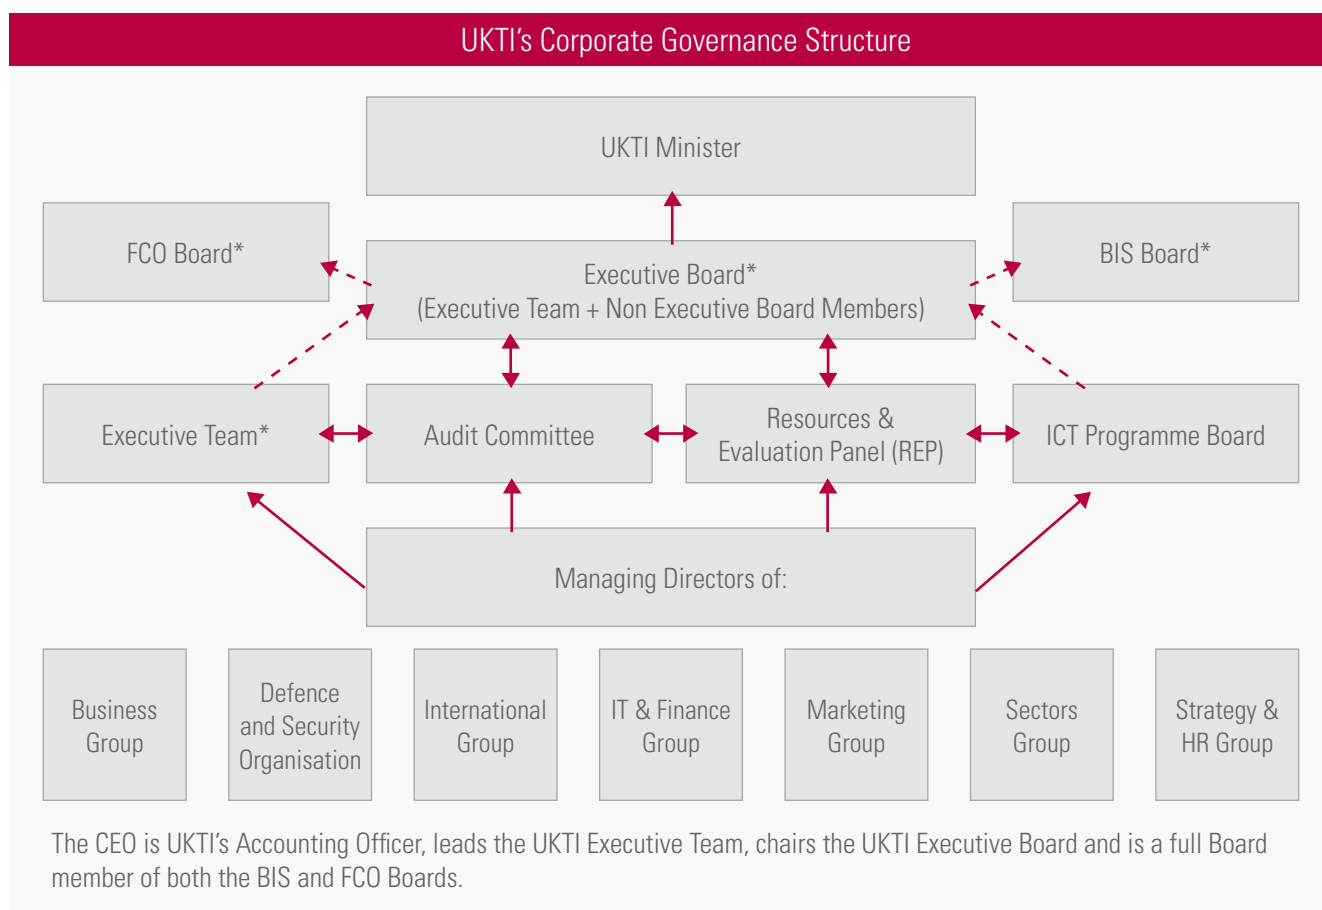 UKTI's Corporate Governance Structure
UKTI Minister
FCO Board*
BIS Board*
Executive Board*
(Executive Team + Non Executive Board Members)
Executive Team*
Audit Committee
Resources &
Evaluation Panel (REP)
ICT Programme Board
Managing Directors of:
Business
Group
Defence
and Security
Organisation
International
Group
IT & Finance
Group
Marketing
Group
Sectors
Group
Strategy &
HR Group
The CEO is UKTI's Accounting Officer, leads the UKTI Executive Team, chairs the UKTI Executive Board and is a full Board
member of both the BIS and FCO Boards.